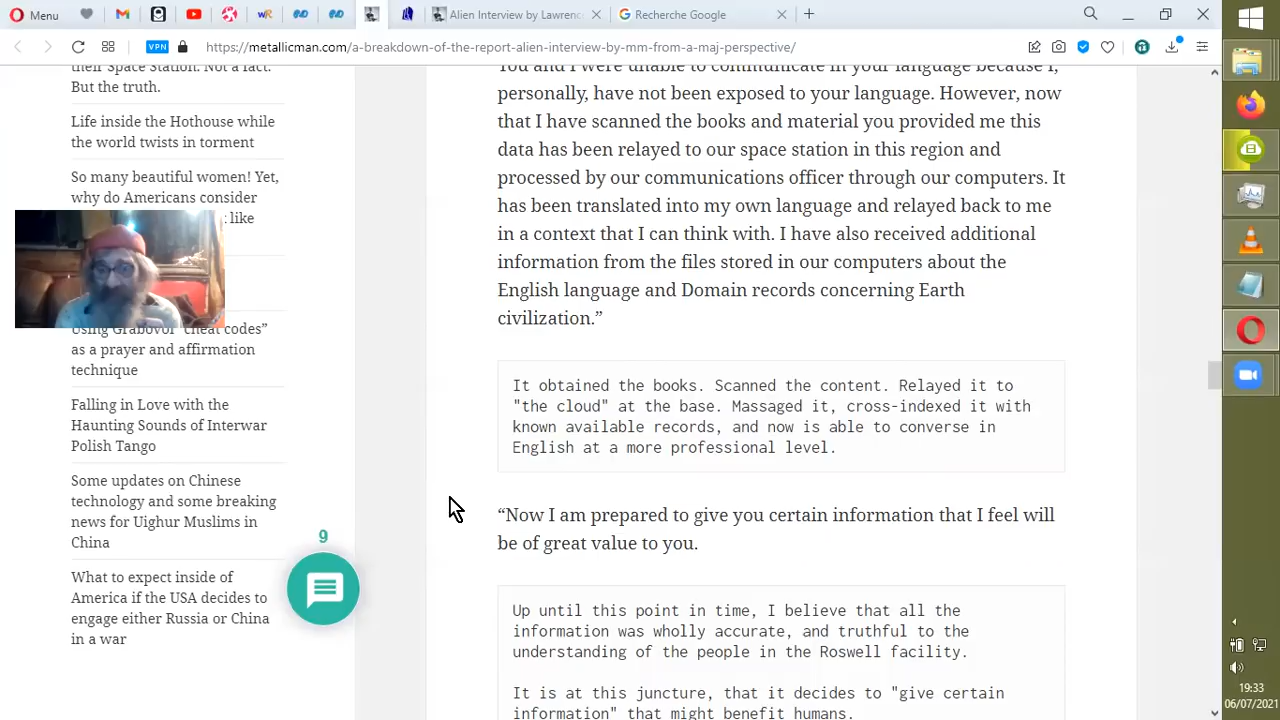 Menu
Alien Interview by Lawrenc
Recherche Google
VPN
https://metallicman.com/a-breakdown-of-the-report-alien-interview-by-mm-from-a-maj-perspective/
their Space Station. Not a fact.
But the truth.
Life inside the Hothouse while
the world twists in torment
So many beautiful women! Yet,
why do Americans consider
like
Using Grabovoi “cheat codes”
as a prayer and affirmation
technique
Falling in Love with the
Haunting Sounds of Interwar
Polish Tango
Some updates on Chinese
technology and some breaking
news for Uighur Muslims in
China
What to expect inside of
America if the USA decides to
engage either Russia or China
in a war
9
You and I were unable to communicate in your language because I,
personally, have not been exposed to your language. However, now
that I have scanned the books and material you provided me this
data has been relayed to our space station in this region and
processed by our communications officer through our computers. It
has been translated into my own language and relayed back to me
in a context that I can think with. I have also received additional
information from the files stored in our computers about the
English language and Domain records concerning Earth
civilization.”
It obtained the books. Scanned the content. Relayed it to
"the cloud" at the base. Massaged it, cross-indexed it with
known available records, and now is able to converse in
English at a more professional level.
“Now I am prepared to give you certain information that I feel will
be of great value to you.
Up until this point in time, I believe that all the
information was wholly accurate, and truthful to the
understanding of the people in the Roswell facility.
It is at this juncture, that it decides to "give certain
information" that might benefit humans.
19:33
06/07/2021